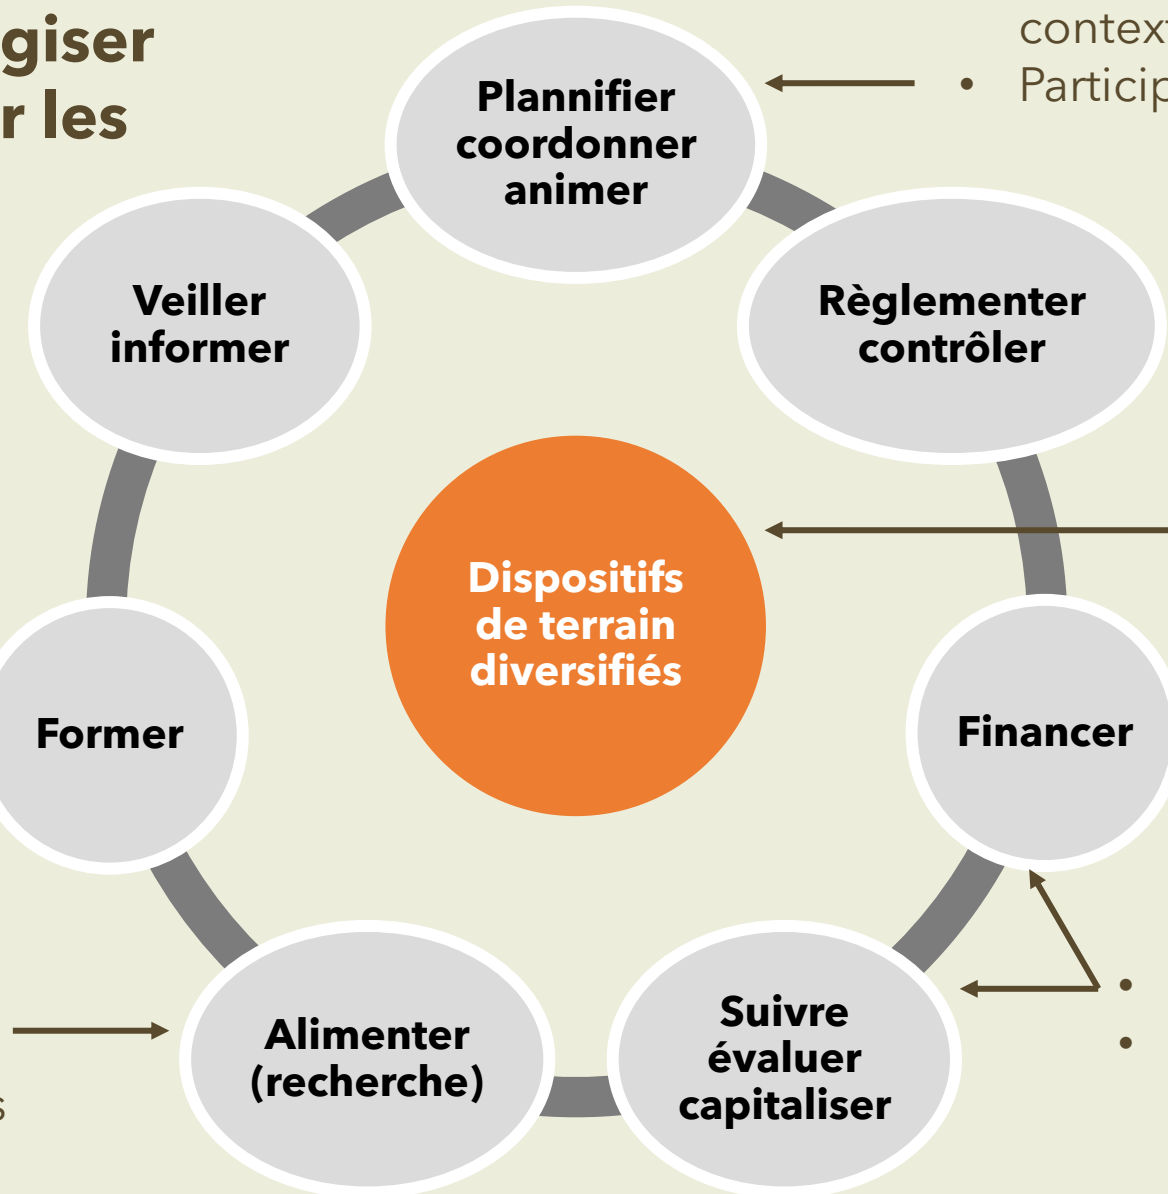 giser
r les
contex
Particip
Plannifier
coordonner
animer
Veiller
informer
Règlementer
contrôler
Dispositifs
de terrain
diversifiés
Former
Financer
Alimenter
(recherche)
s
Suivre
évaluer
capitaliser